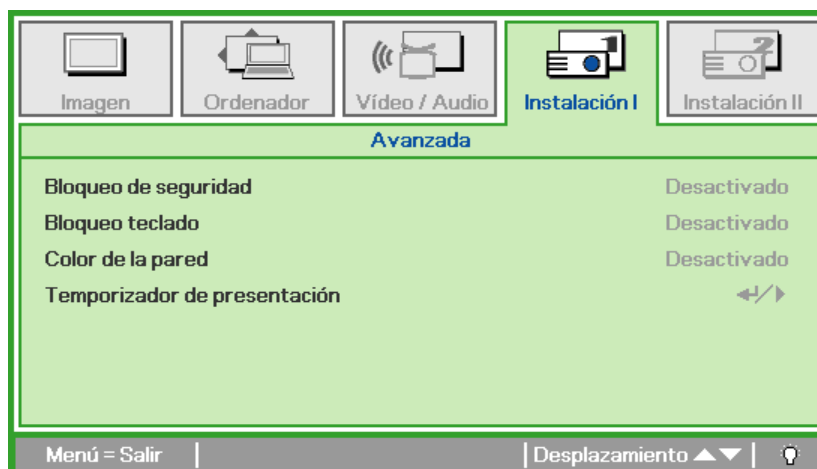 Imagen Ordenador Vídeo / Audio Instalación I Instalación II
Avanzada
Bloqueo de seguridad Desactivado
Bloqueo teclado Desactivado
Color de la pared Desactivado
Temporizador de presentación
Menú = Salir Desplazamiento